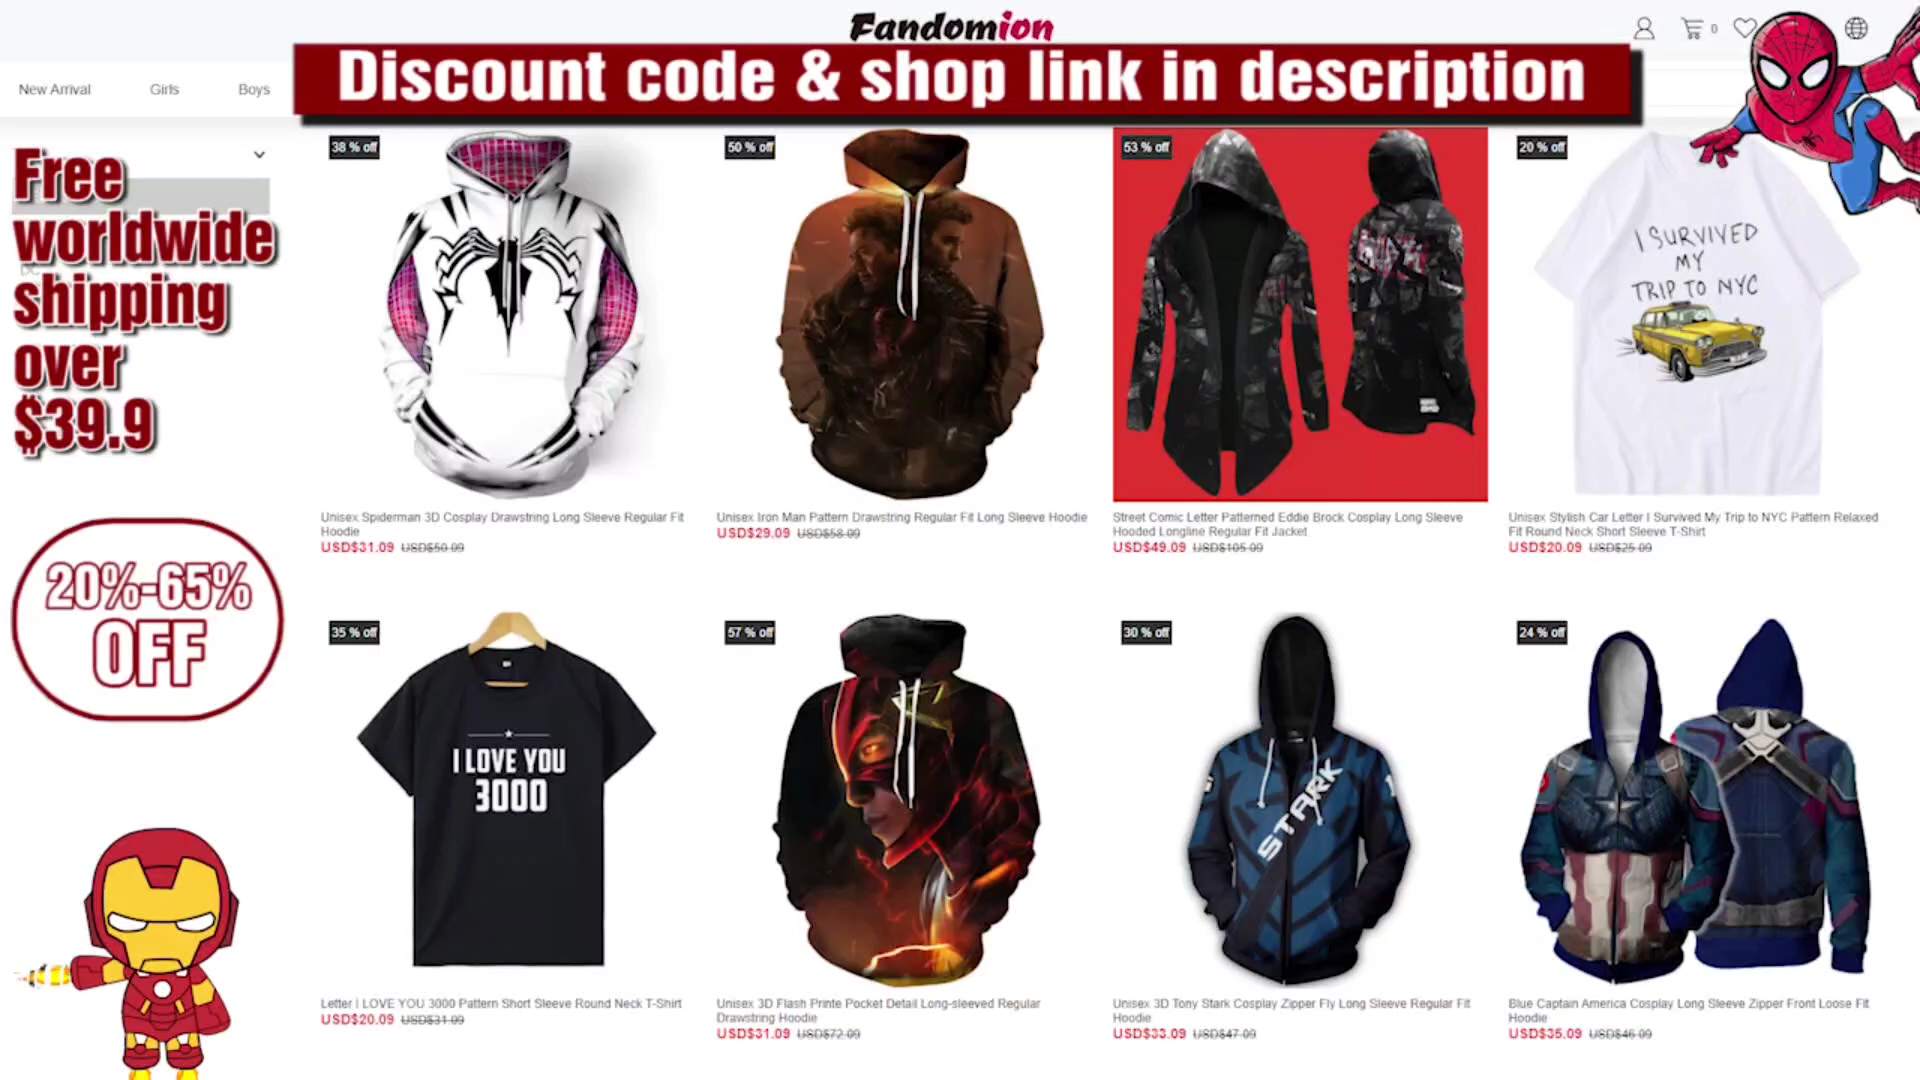 Fandomion
0
Discount code & shop link in description
New Arrival
Girls
Boys
Free
worldwide
shipping
over
$39.9
20%-65%
OFF
38 % off
50 % off
53 % off
20 % off
I SURVIVED
MY
TRIP TO NYC
Unisex Spiderman 3D Cosplay Drawstring Long Sleeve Regular Fit
Hoodie
USD$31.09 USD$50.09
Unisex Iron Man Pattern Drawstring Regular Fit Long Sleeve Hoodie
USD$29.09 USD$58.09
Street Comic Letter Patterned Eddie Brock Cosplay Long Sleeve
Hooded Longline Regular Fit Jacket
USD$49.09 USD$105.09
Unisex Stylish Car Letter I Survived My Trip to NYC Pattern Relaxed
Fit Round Neck Short Sleeve T-Shirt
USD$20.09 USD$25.09
35 % off
57 % off
30 % off
24 % off
I LOVE YOU
3000
STARK
Letter I LOVE YOU 3000 Pattern Short Sleeve Round Neck T-Shirt
USD$20.09 USD$31.09
Unisex 3D Flash Printe Pocket Detail Long-sleeved Regular
Drawstring Hoodie
USD$31.09 USD$72.09
Unisex 3D Tony Stark Cosplay Zipper Fly Long Sleeve Regular Fit
Hoodie
USD$33.09 USD$47.09
Blue Captain America Cosplay Long Sleeve Zipper Front Loose Fit
Hoodie
USD$35.09 USD$46.09